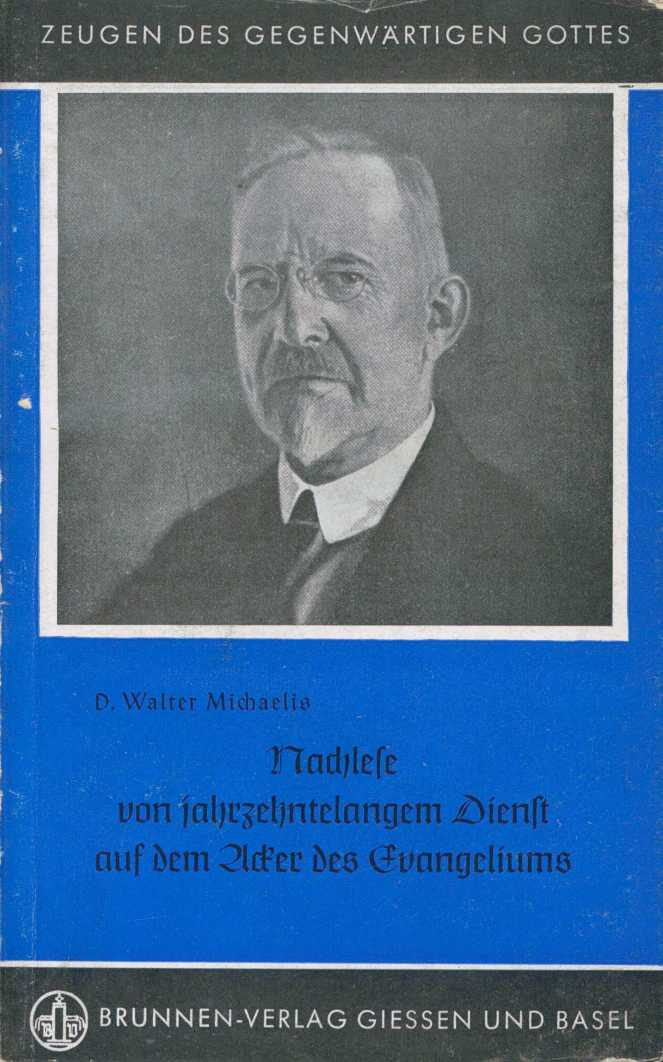 ZEUGEN DES GEGENWÄRTIGEN GOTTES
D. Walter Michaelis
Nachleſe
von jahrzehntelangem Dienſt
auf dem Acker des Evangeliums
BRUNNEN-VERLAG GIESSEN UND BASEL